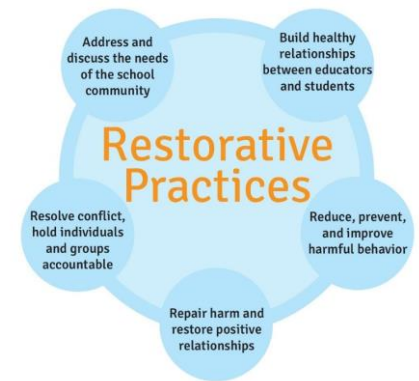 Address and
discuss the needs
of the school
community
Build healthy
relationships
between educators
and students
Restorative
Practices
Resolve conflict,
hold individuals
and groups
accountable
Reduce, prevent,
and improve
harmful behavior
Repair harm and
restore positive
relationships